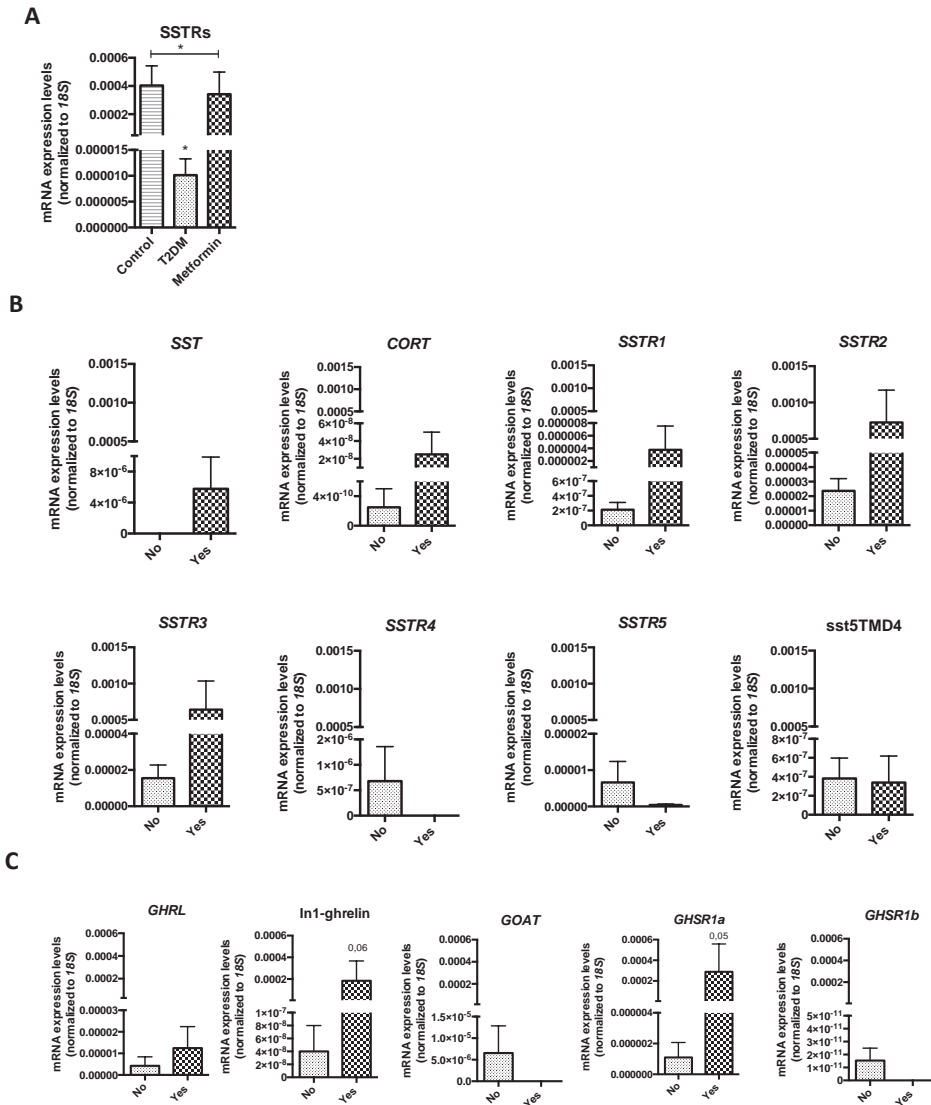 A
SSTRs
*
mRNA expression levels
(normalized to 18S)
0.0006
0.0004
0.0002
0.000015
0.000010
0.000005
0.000000
*
Control
T2DM
Metformin
B
SST
mRNA expression levels
(normalized to 18S)
0.0015
0.0010
0.0005
8×10⁻⁶
4×10⁻⁶
0
No
Yes
CORT
mRNA expression levels
(normalized to 18S)
0.0015
0.0010
0.0005
6×10⁻⁸
4×10⁻⁸
2×10⁻⁸
4×10⁻¹⁰
0
No
Yes
SSTR1
mRNA expression levels
(normalized to 18S)
0.0015
0.0010
0.0005
0.000008
0.000006
0.000004
0.000002
6×10⁻⁷
4×10⁻⁷
2×10⁻⁷
0
No
Yes
SSTR2
mRNA expression levels
(normalized to 18S)
0.0015
0.0010
0.0005
0.00005
0.00004
0.00003
0.00002
0.00001
0.00000
No
Yes
SSTR3
mRNA expression levels
(normalized to 18S)
0.0015
0.0010
0.0005
0.00004
0.00002
0.00000
No
Yes
SSTR4
mRNA expression levels
(normalized to 18S)
0.0015
0.0010
0.0005
2×10⁻⁶
1×10⁻⁶
5×10⁻⁷
0
No
Yes
SSTR5
mRNA expression levels
(normalized to 18S)
0.0015
0.0010
0.0005
0.00002
0.00001
0.00000
No
Yes
sst5TMD4
mRNA expression levels
(normalized to 18S)
0.0015
0.0010
0.0005
8×10⁻⁷
6×10⁻⁷
4×10⁻⁷
2×10⁻⁷
0
No
Yes
C
GHRL
mRNA expression levels
(normalized to 18S)
0.0006
0.0004
0.0002
0.00003
0.00002
0.00001
0.00000
No
Yes
In1-ghrelin
mRNA expression levels
(normalized to 18S)
0.0006
0.0004
0.0002
1×10⁻⁷
8×10⁻⁸
6×10⁻⁸
4×10⁻⁸
2×10⁻⁸
0
0,06
No
Yes
GOAT
mRNA expression levels
(normalized to 18S)
0.0006
0.0004
0.0002
1.5×10⁻⁵
1.0×10⁻⁵
5.0×10⁻⁶
0.0
No
Yes
GHSR1a
mRNA expression levels
(normalized to 18S)
0.0006
0.0004
0.0002
0.000004
0.000002
0.000000
0,05
No
Yes
GHSR1b
mRNA expression levels
(normalized to 18S)
0.0006
0.0004
0.0002
5×10⁻¹¹
4×10⁻¹¹
3×10⁻¹¹
2×10⁻¹¹
1×10⁻¹¹
0
No
Yes